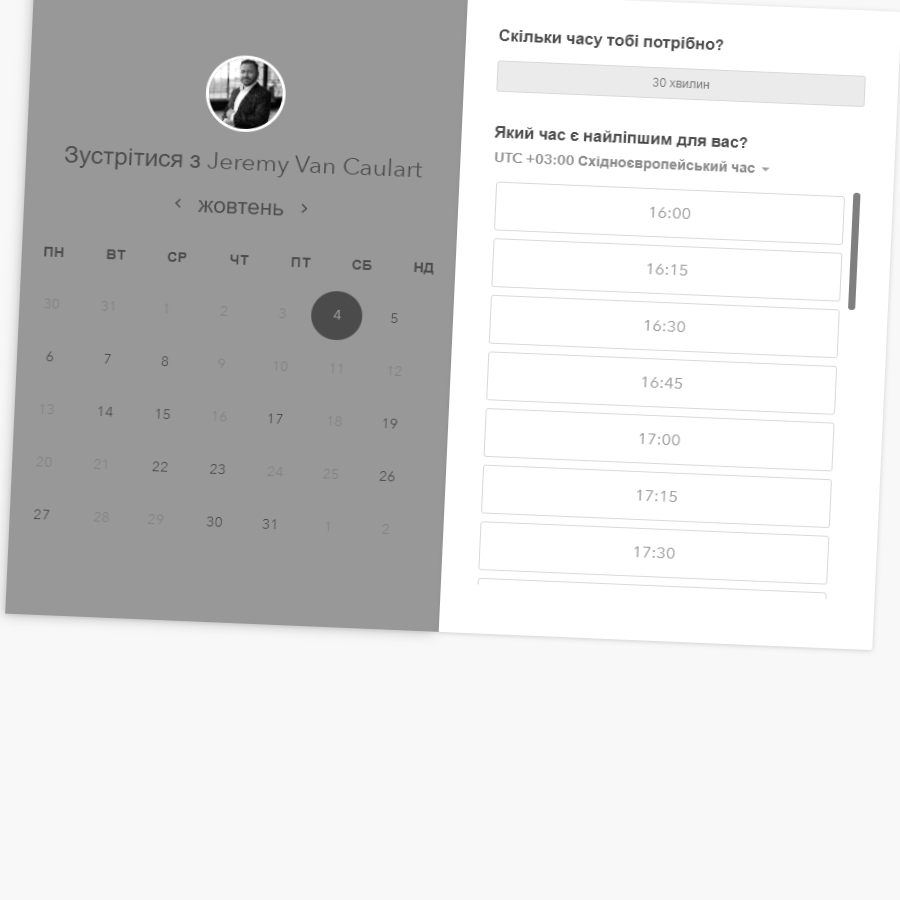 Зустрітися з Jeremy Van Caulart
жовтень
ПН ВТ СР ЧТ ПТ СБ НД
30 31 1 2 3 4 5
6 7 8 9 10 11 12
13 14 15 16 17 18 19
20 21 22 23 24 25 26
27 28 29 30 31 1 2
Скільки часу тобі потрібно?
30 хвилин
Який час є найліпшим для вас?
UTC +03:00 Східноєвропейський час
16:00
16:15
16:30
16:45
17:00
17:15
17:30